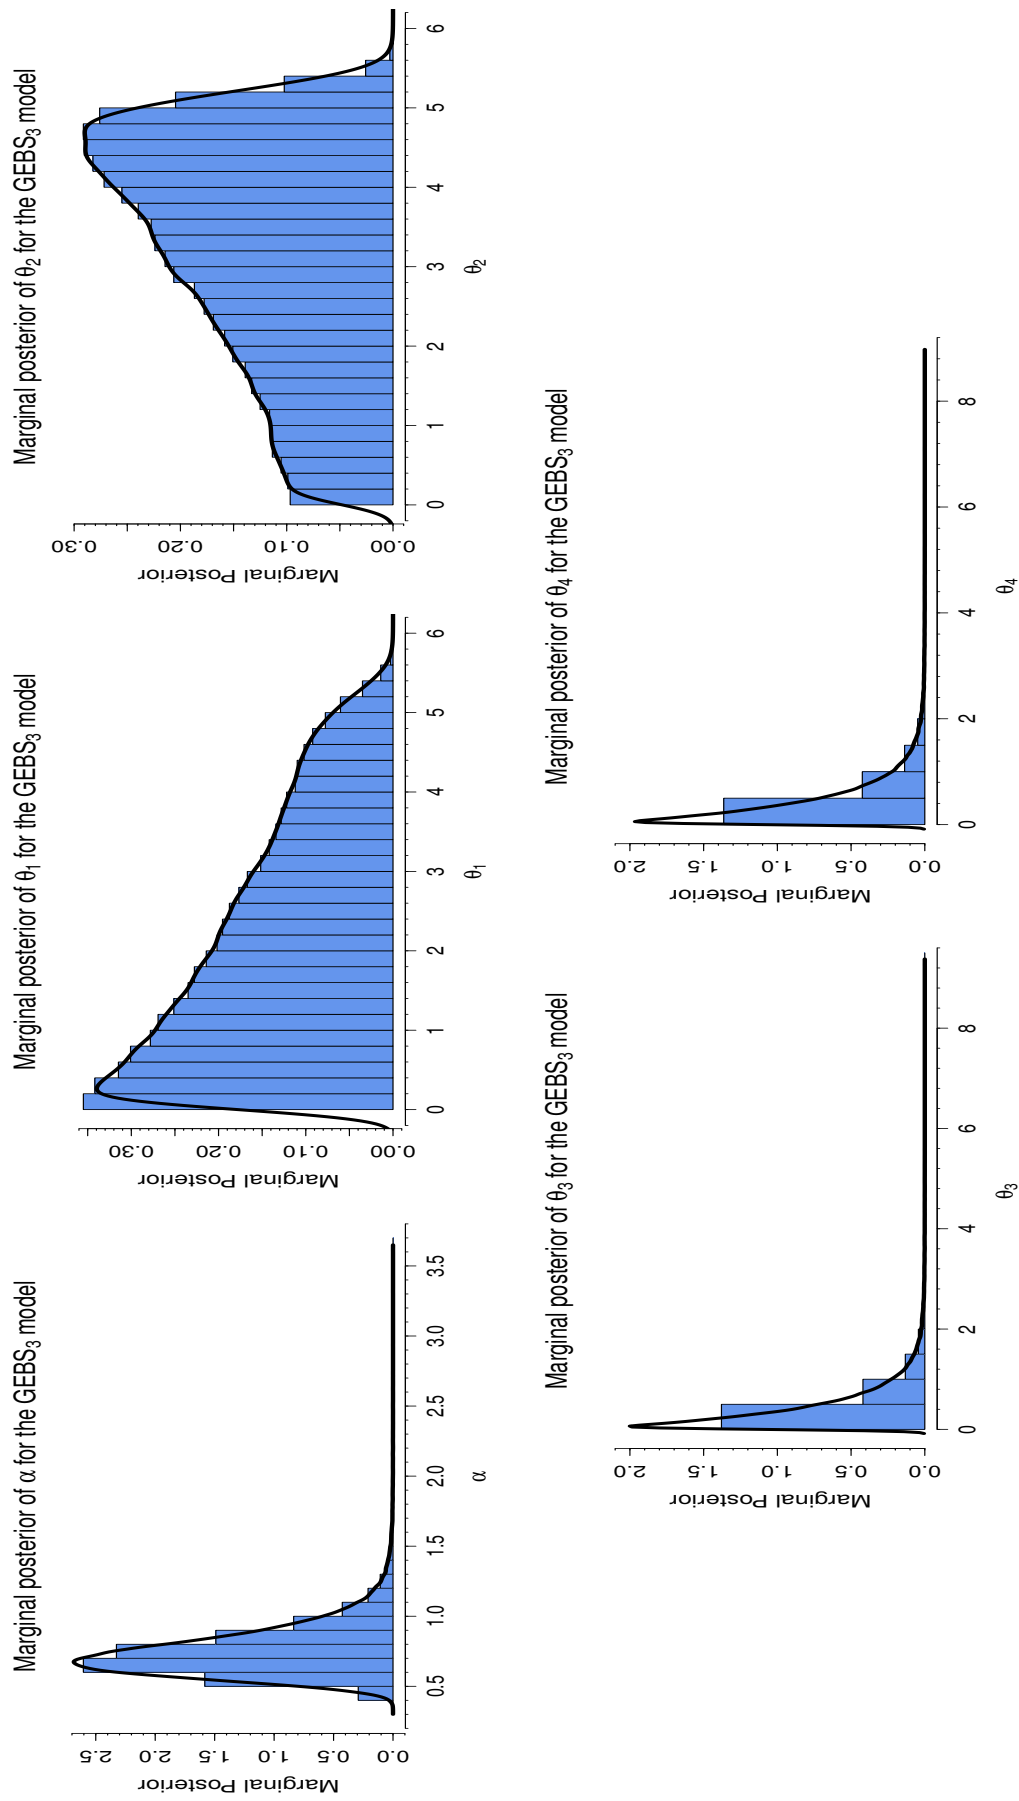 Marginal posterior of α for the GEBS₃ model
Marginal Posterior
0.0 0.5 1.0 1.5 2.0 2.5
0.5 1.0 1.5 2.0 2.5 3.0 3.5
α
Marginal posterior of θ₁ for the GEBS₃ model
Marginal Posterior
0.00 0.10 0.20 0.30
0 1 2 3 4 5 6
θ₁
Marginal posterior of θ₂ for the GEBS₃ model
Marginal Posterior
0.00 0.10 0.20 0.30
0 1 2 3 4 5 6
θ₂
Marginal posterior of θ₃ for the GEBS₃ model
Marginal Posterior
0.0 0.5 1.0 1.5 2.0
0 2 4 6 8
θ₃
Marginal posterior of θ₄ for the GEBS₃ model
Marginal Posterior
0.0 0.5 1.0 1.5 2.0
0 2 4 6 8
θ₄